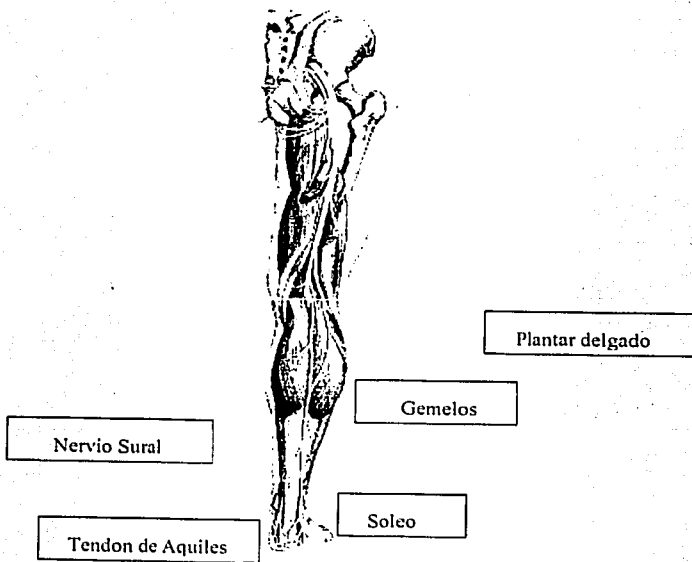 Plantar delgado
Gemelos
Nervio Sural
Soleo
Tendon de Aquiles